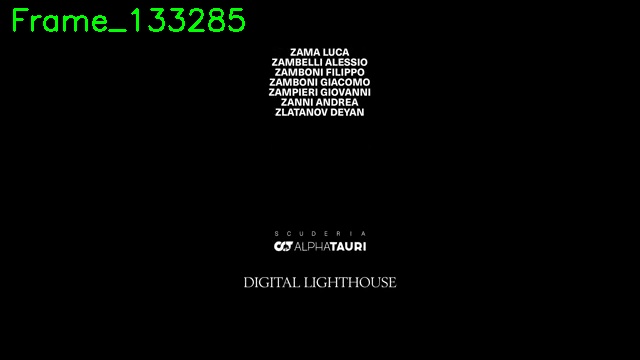 Frame_133285
ZAMA LUCA
ZAMBELLI ALESSIO
ZAMBONI FILIPPO
ZAMBONI GIACOMO
ZAMPIERI GIOVANNI
ZANNI ANDREA
ZLATANOV DEYAN
SCUDERIA
ALPHATAURI
DIGITAL LIGHTHOUSE